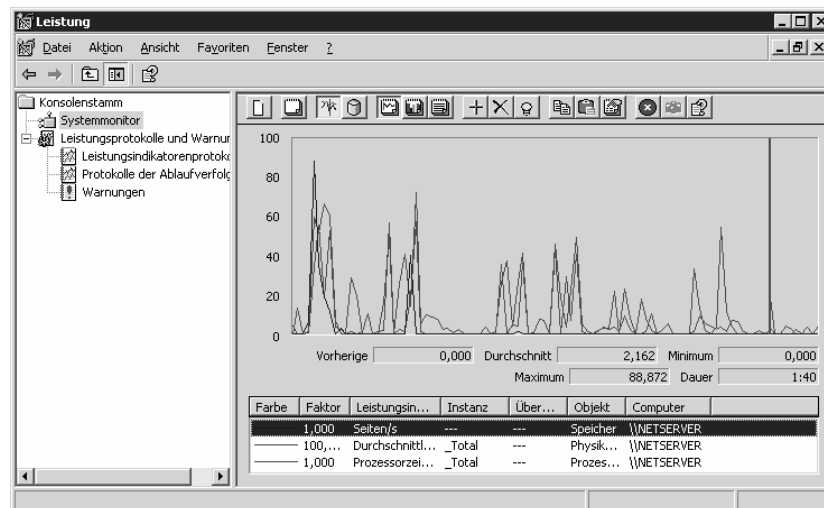 Leistung
Datei Aktion Ansicht Favoriten Fenster ?
Konsolenstamm
Systemmonitor
Leistungsprotokolle und Warnur
Leistungsindikatorenprotoko
Protokolle der Ablaufverfolg
Warnungen
100
80
60
40
20
0
Vorherige 0,000 Durchschnitt 2,162 Minimum 0,000
Maximum 88,872 Dauer 1:40
Farbe Faktor Leistungsin... Instanz Über... Objekt Computer
1,000 Seiten/s --- --- Speicher \\NETSERVER
100,... Durchschnittl... _Total --- Physik... \\NETSERVER
1,000 Prozessorzei... _Total --- Prozes... \\NETSERVER